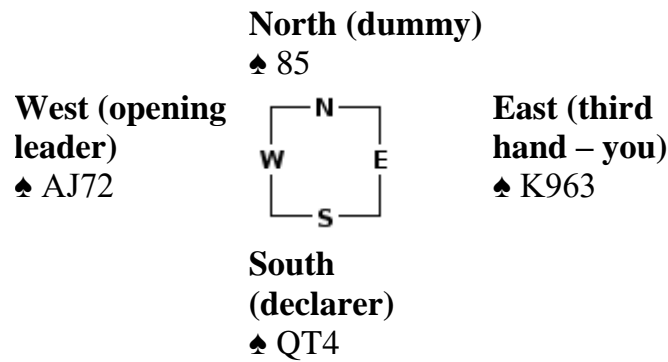 North (dummy)
♠ 85
West (opening
leader)
♠ AJ72
N
W E
S
East (third
hand – you)
♠ K963
South
(declarer)
♠ QT4